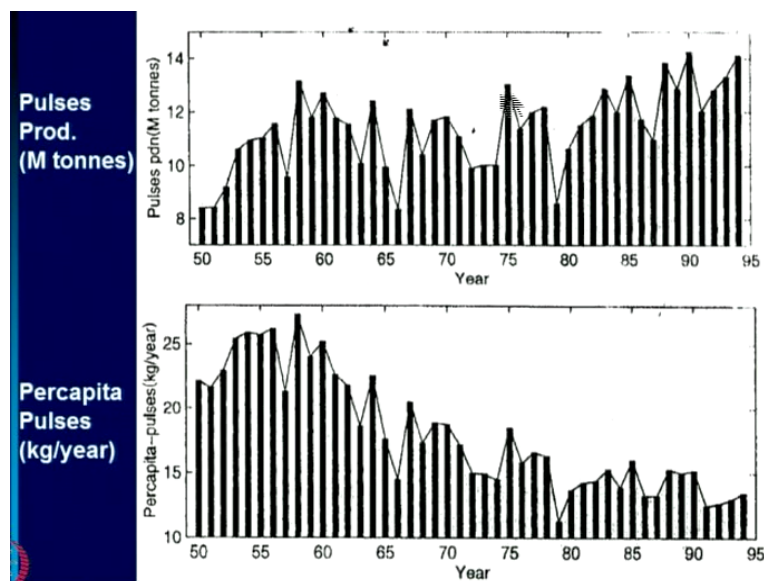 Pulses
Prod.
(M tonnes)
Pulses pdn(M tonnes)
14
12
10
8
50 55 60 65 70 75 80 85 90 95
Year
Percapita
Pulses
(kg/year)
Percapita-pulses(kg/year)
25
20
15
10
50 55 60 65 70 75 80 85 90 95
Year